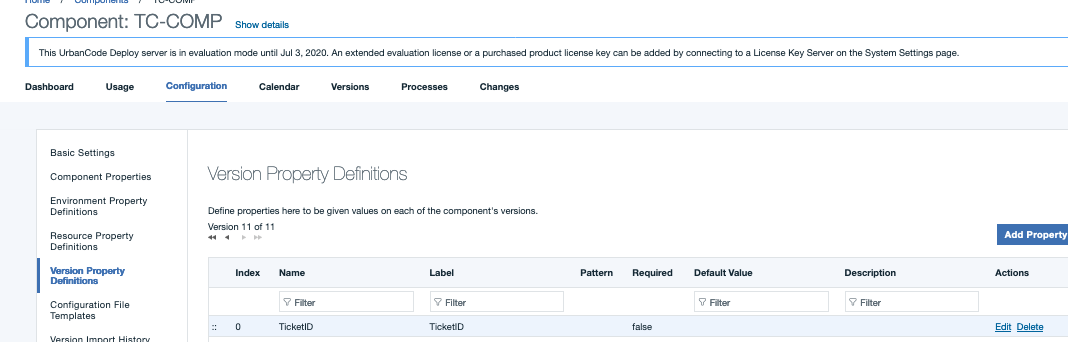 Home / Components / TC-COMP
Component: TC-COMP Show details
This UrbanCode Deploy server is in evaluation mode until Jul 3, 2020. An extended evaluation license or a purchased product license key can be added by connecting to a License Key Server on the System Settings page.
Dashboard Usage Configuration Calendar Versions Processes Changes
Basic Settings
Component Properties
Environment Property
Definitions
Resource Property
Definitions
Version Property
Definitions
Configuration File
Templates
Version Import History
Version Property Definitions
Define properties here to be given values on each of the component's versions.
Version 11 of 11
Add Property
Index Name Label Pattern Required Default Value Description Actions
Filter Filter Filter Filter
:: 0 TicketID TicketID false Edit Delete